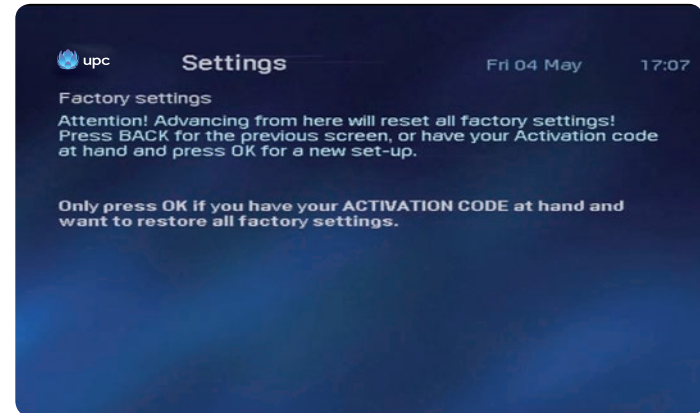 upc Settings Fri 04 May 17:07
Factory settings
Attention! Advancing from here will reset all factory settings!
Press BACK for the previous screen, or have your Activation code
at hand and press OK for a new set-up.
Only press OK if you have your ACTIVATION CODE at hand and
want to restore all factory settings.